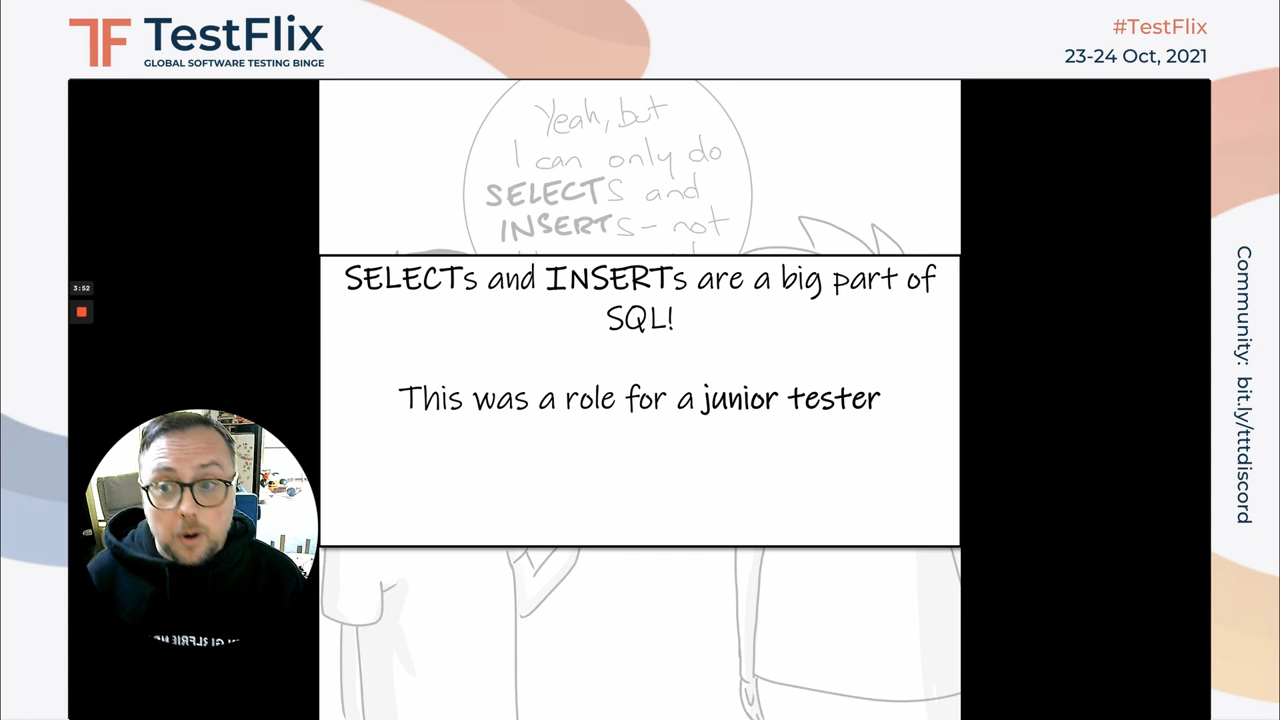 TF TestFlix
GLOBAL SOFTWARE TESTING BINGE
#TestFlix
23-24 Oct, 2021
Yeah, but
I can only do
SELECTS and
INSERTS- not
SELECTs and INSERTs are a big part of
SQL!
This was a role for a junior tester
3:52
Community: bit.ly/tttdiscord